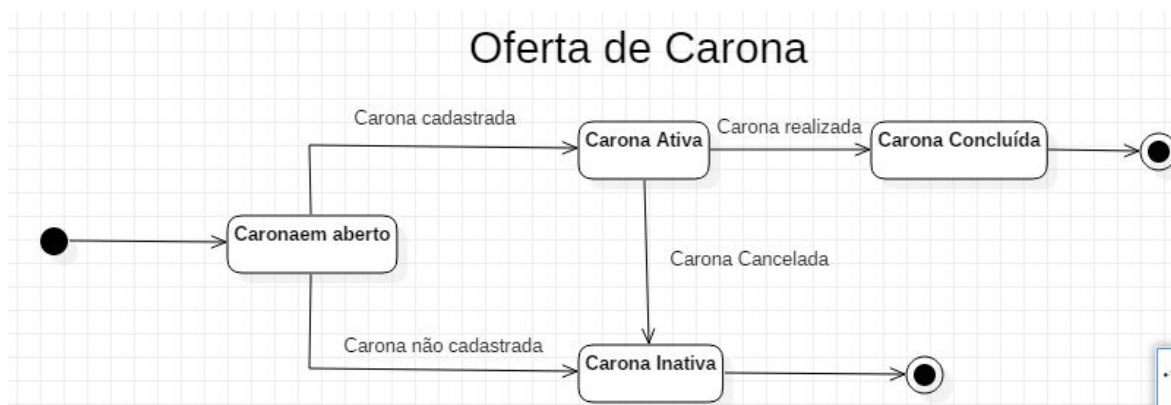 Oferta de Carona
Carona cadastrada
Carona Ativa
Carona realizada
Carona Concluída
Caronaem aberto
Carona Cancelada
Carona não cadastrada
Carona Inativa